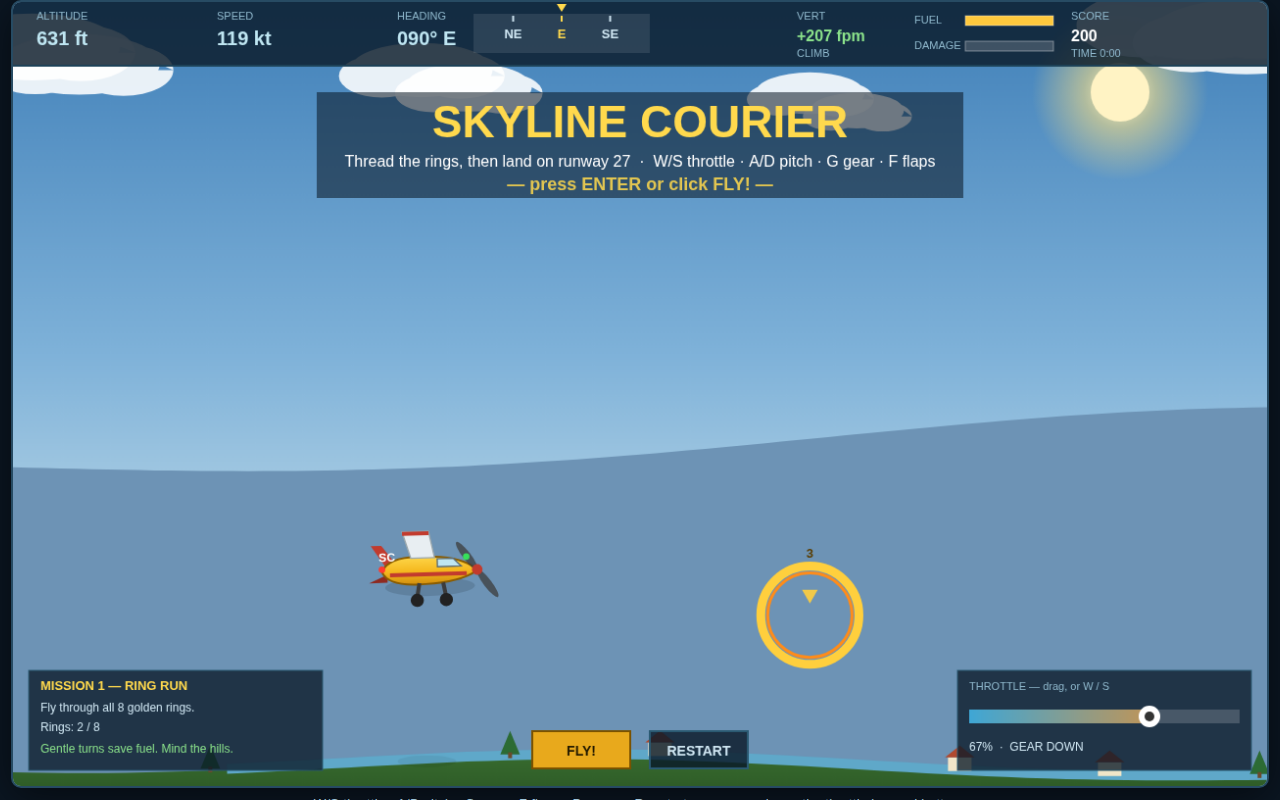 ALTITUDE
631 ft
SPEED
119 kt
HEADING
090° E
NE E SE
VERT
+207 fpm
CLIMB
FUEL
DAMAGE
SCORE
200
TIME 0:00
SKYLINE COURIER
Thread the rings, then land on runway 27 · W/S throttle · A/D pitch · G gear · F flaps
— press ENTER or click FLY! —
SC
3
MISSION 1 — RING RUN
Fly through all 8 golden rings.
Rings: 2 / 8
Gentle turns save fuel. Mind the hills.
FLY!
RESTART
THROTTLE — drag, or W / S
67% · GEAR DOWN